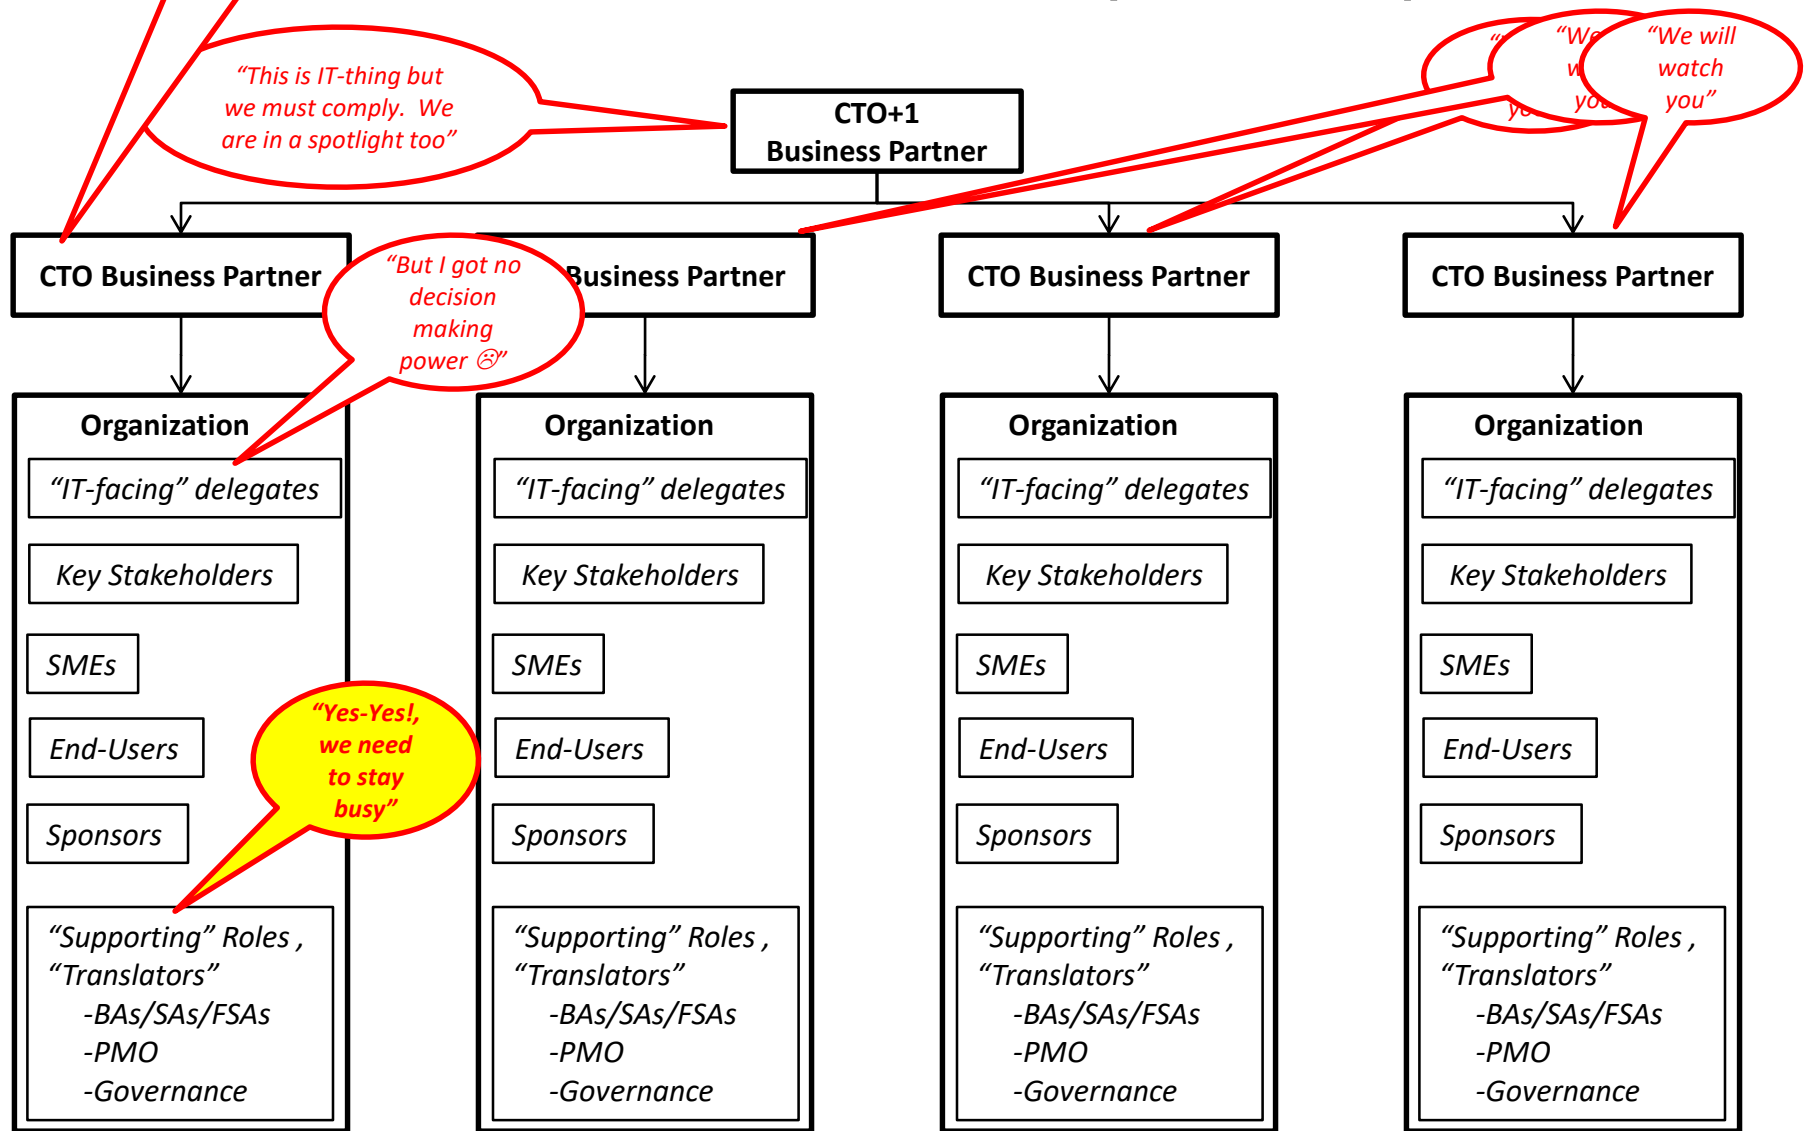 “This is IT-thing but
we must comply.  We
are in a spotlight too”
CTO+1
Business Partner
“We
“We will
watch
you”
CTO Business Partner
Business Partner
CTO Business Partner
CTO Business Partner
“But I got no
decision
making
power ☹”
Organization
“IT-facing” delegates
Key Stakeholders
SMEs
End-Users
Sponsors
“Supporting” Roles ,
“Translators”
-BAs/SAs/FSAs
-PMO
-Governance
“Yes-Yes!,
we need
to stay
busy”
Organization
“IT-facing” delegates
Key Stakeholders
SMEs
End-Users
Sponsors
“Supporting” Roles ,
“Translators”
-BAs/SAs/FSAs
-PMO
-Governance
Organization
“IT-facing” delegates
Key Stakeholders
SMEs
End-Users
Sponsors
“Supporting” Roles ,
“Translators”
-BAs/SAs/FSAs
-PMO
-Governance
Organization
“IT-facing” delegates
Key Stakeholders
SMEs
End-Users
Sponsors
“Supporting” Roles ,
“Translators”
-BAs/SAs/FSAs
-PMO
-Governance